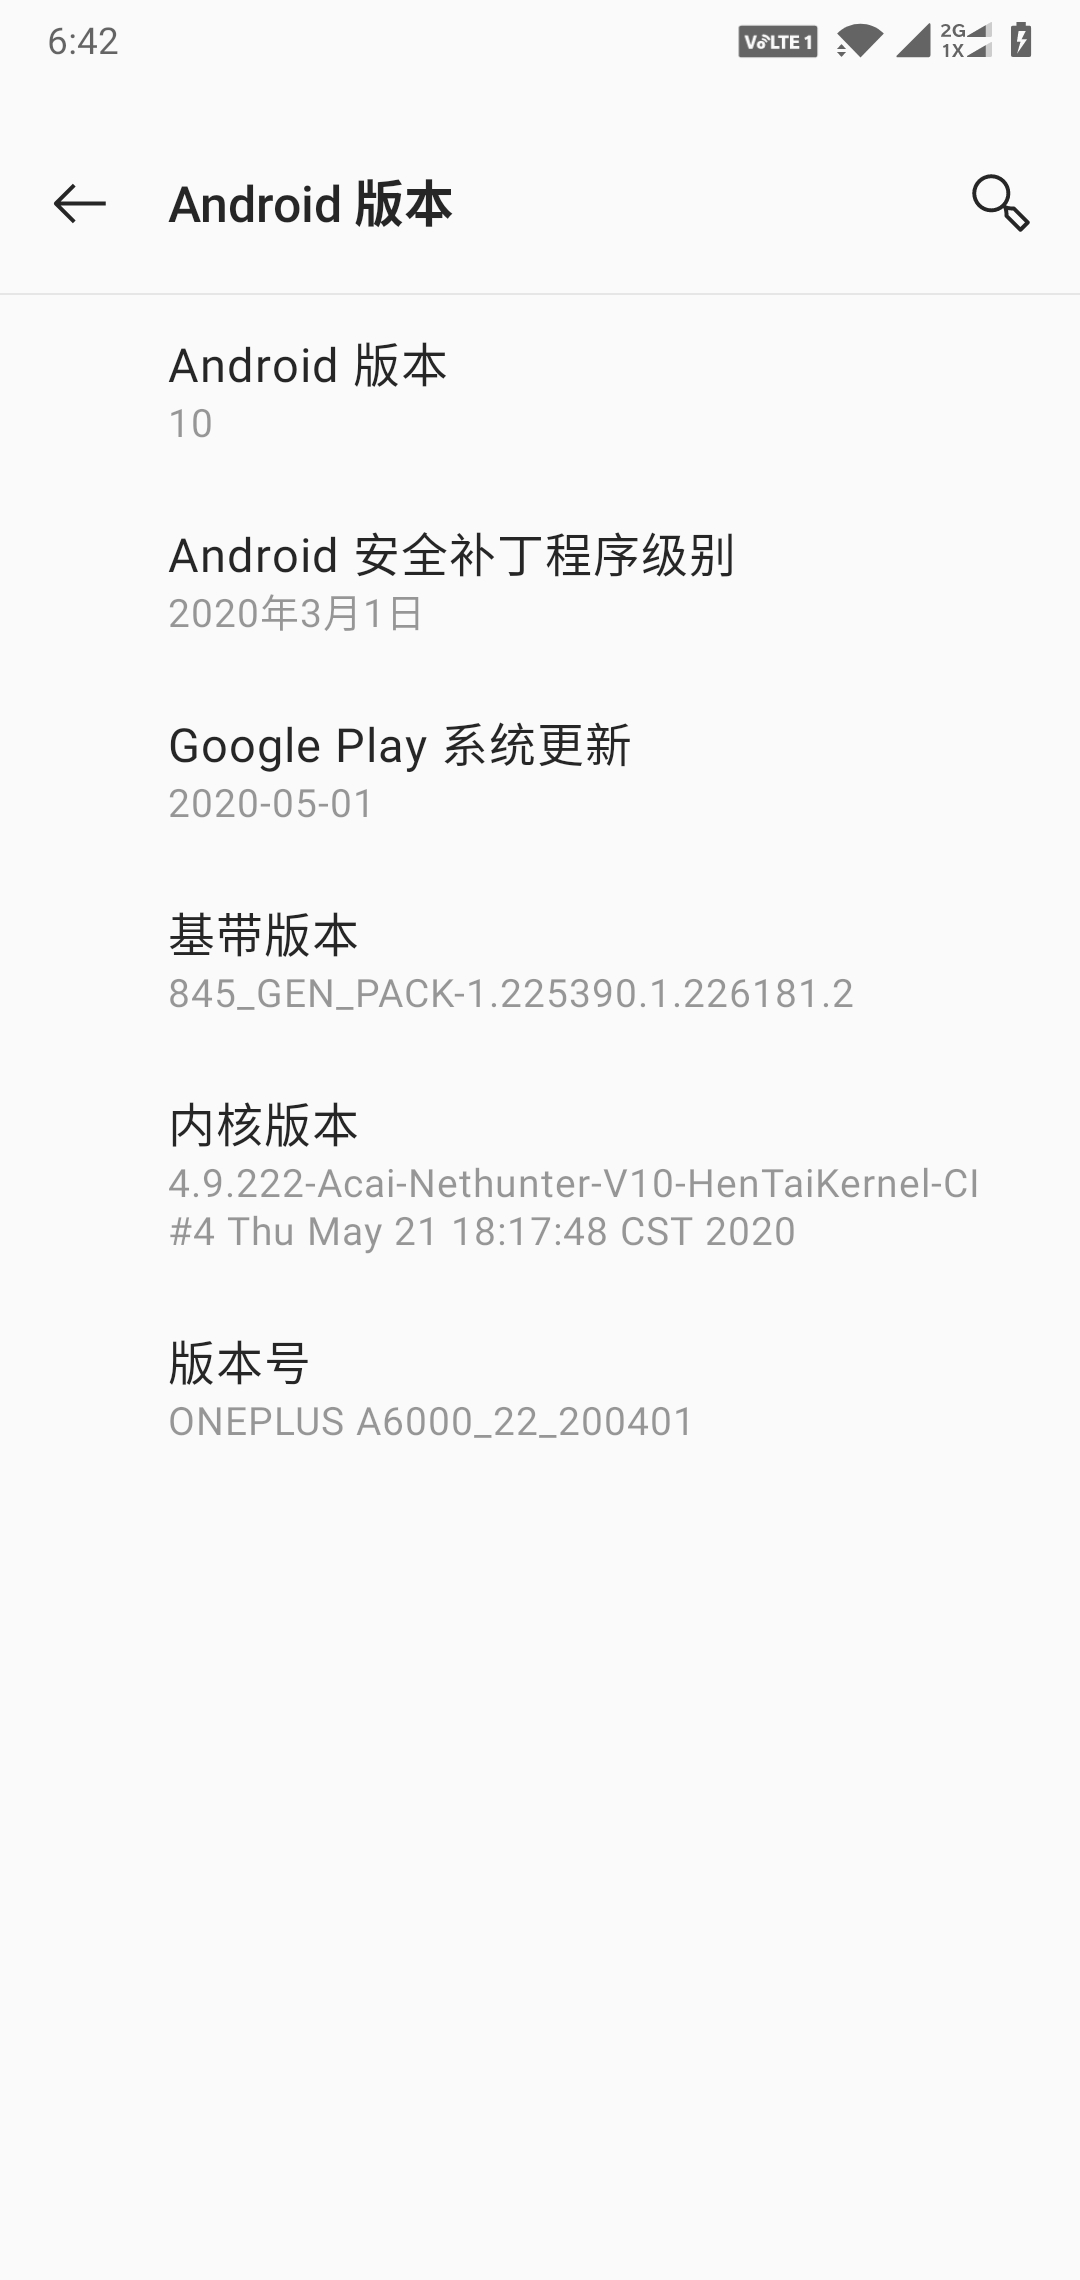 6:42
VoLTE 1
2G
1X
Android 版本
Android 版本
10
Android 安全补丁程序级别
2020年3月1日
Google Play 系统更新
2020-05-01
基带版本
845_GEN_PACK-1.225390.1.226181.2
内核版本
4.9.222-Acai-Nethunter-V10-HenTaiKernel-CI
#4 Thu May 21 18:17:48 CST 2020
版本号
ONEPLUS A6000_22_200401